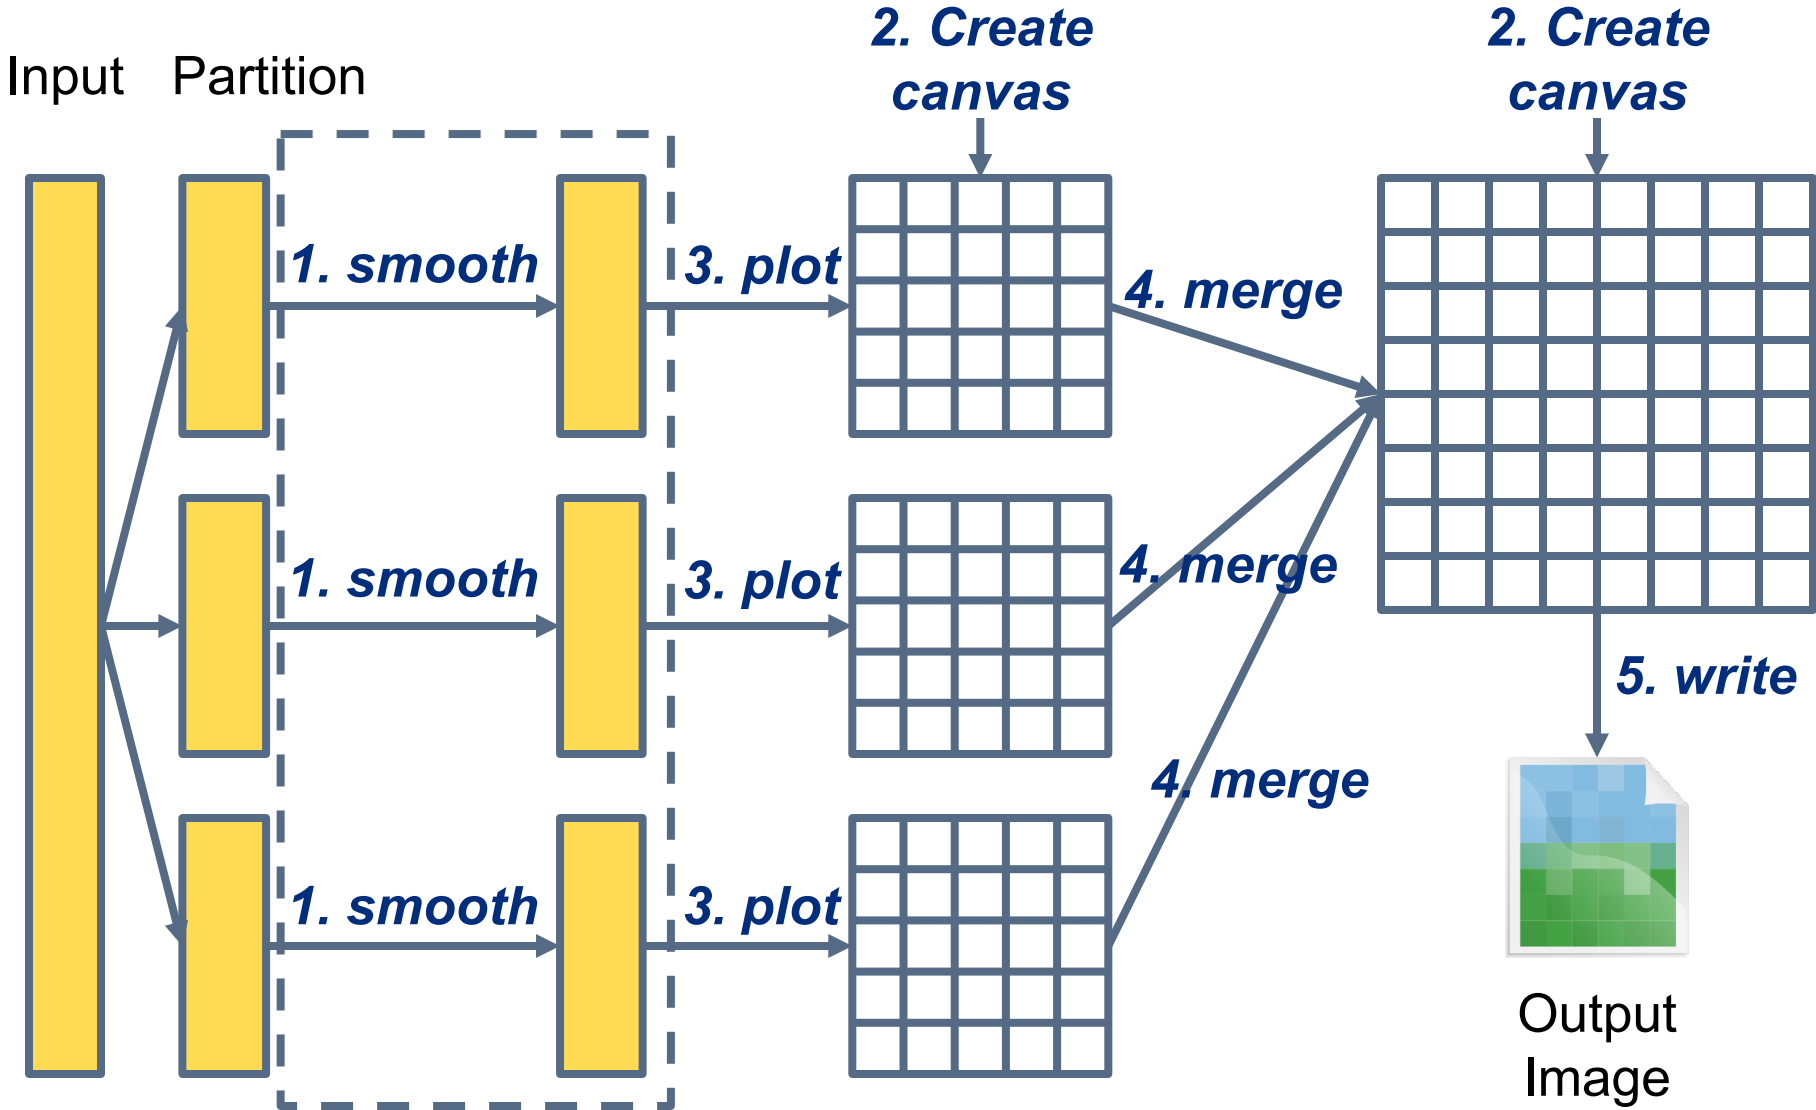 2. Create
canvas
2. Create
canvas
Input
Partition
1. smooth
3. plot
4. merge
1. smooth
3. plot
4. merge
5. write
4. merge
1. smooth
3. plot
Output
Image